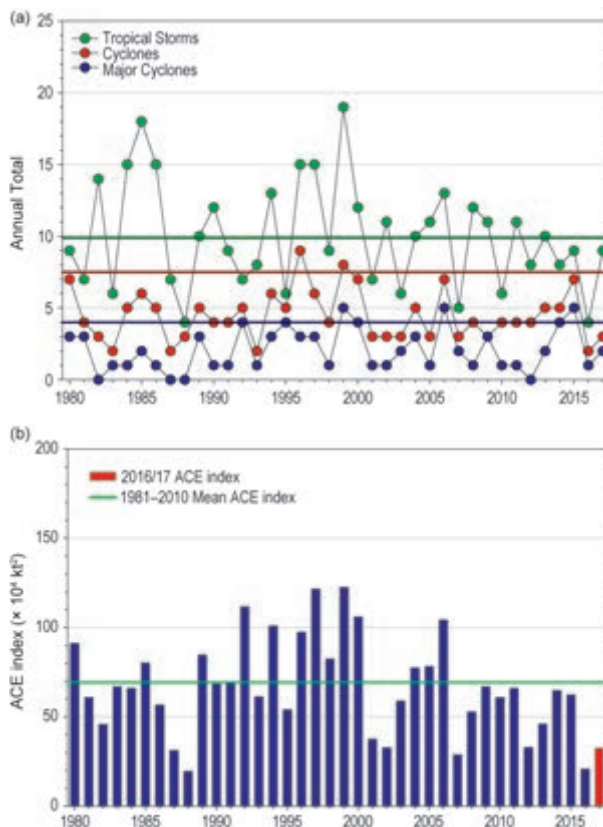 (a)
25
20
15
10
5
0
Annual Total
Tropical Storms
Cyclones
Major Cyclones
1980 1985 1990 1995 2000 2005 2010 2015
(b)
200
150
100
50
0
ACE index (× 10⁴ kt²)
2016/17 ACE index
1981–2010 Mean ACE index
1980 1985 1990 1995 2000 2005 2010 2015